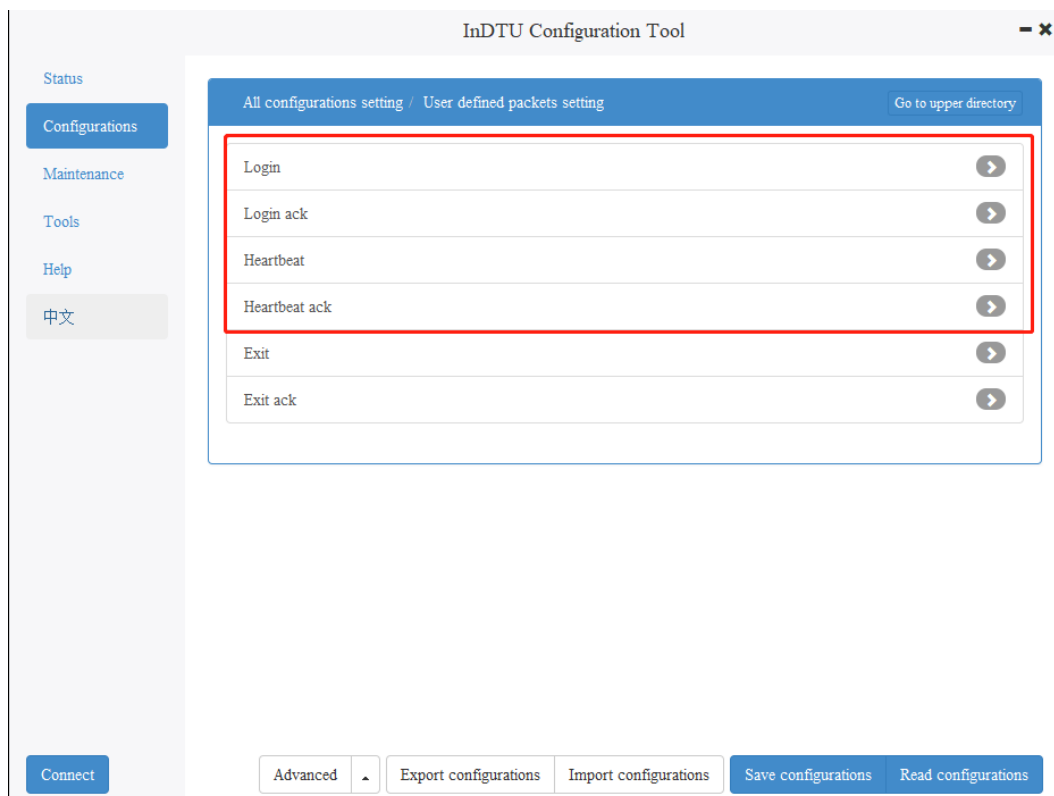 InDTU Configuration Tool
Status
Configurations
Maintenance
Tools
Help
中文
All configurations setting / User defined packets setting
Go to upper directory
Login
Login ack
Heartbeat
Heartbeat ack
Exit
Exit ack
Connect
Advanced
Export configurations
Import configurations
Save configurations
Read configurations